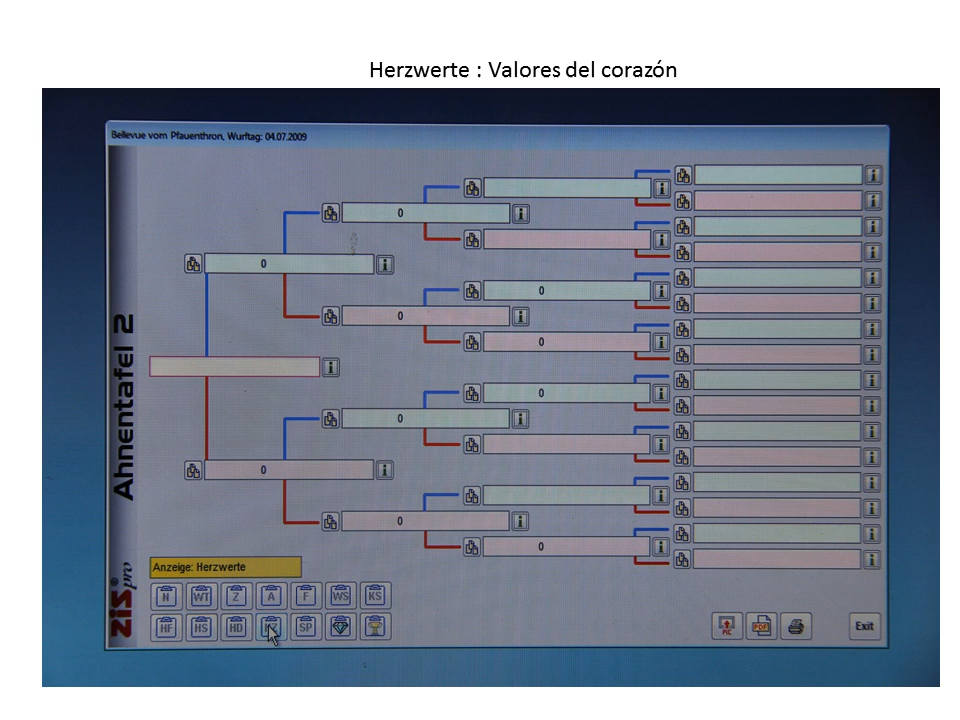 Herzwerte : Valores del corazón
Bellevue vom Pfauenthron, Wurftag: 04.07.2009
0
0
0
0
0
0
0
0
0
0
Ahnentafel 2
ziS® pro
Anzeige: Herzwerte
N WT Z A F WS KS
HF HS HD SP
PIC PDF Exit